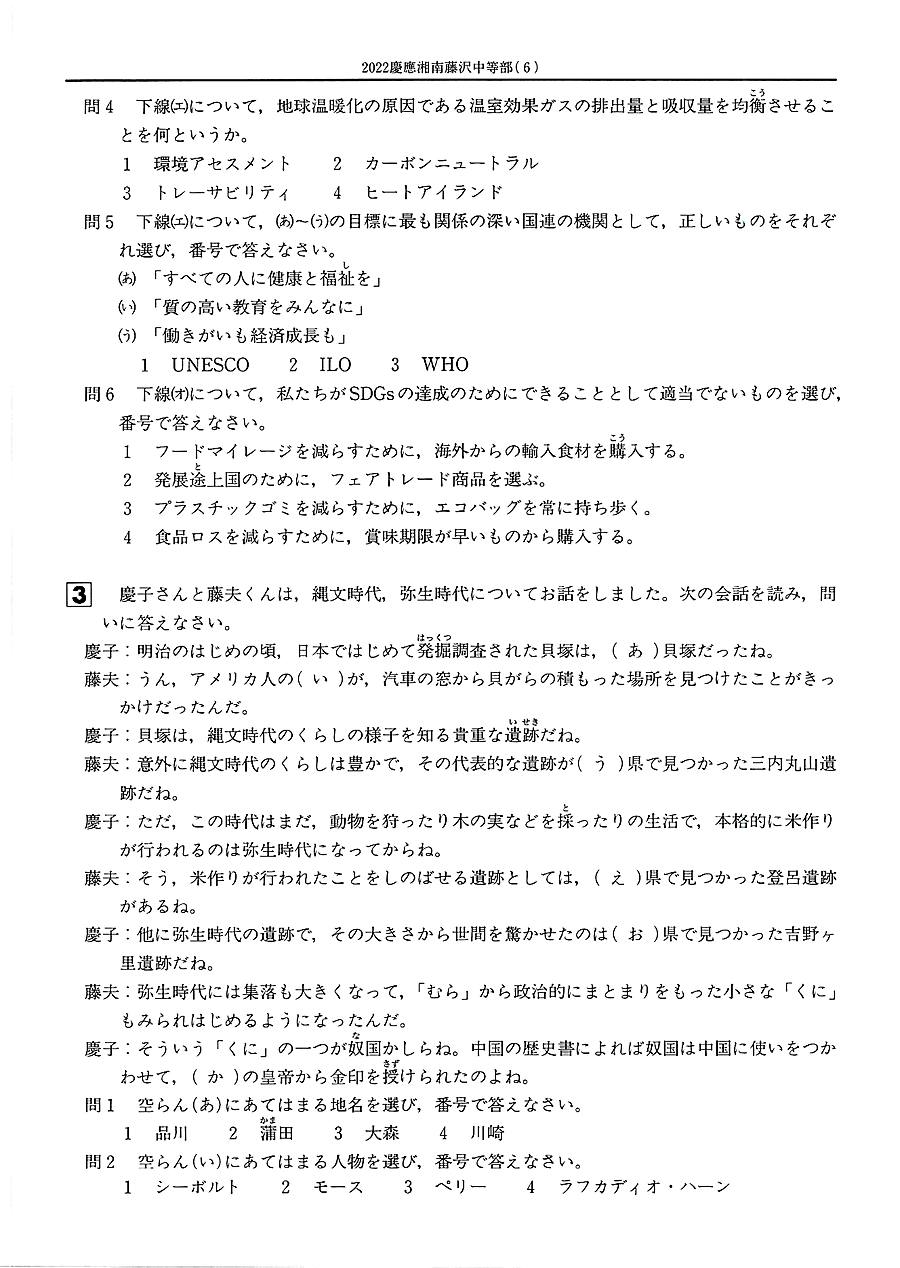 2022慶應湘南藤沢中等部(6)
問4 下線㈓について，地球温暖化の原因である温室効果ガスの排出量と吸収量を均衡させるこ
とを何というか。
1 環境アセスメント 2 カーボンニュートラル
3 トレーサビリティ 4 ヒートアイランド
問5 下線(エ)について，(あ)〜(う)の目標に最も関係の深い国連の機関として，正しいものをそれぞ
れ選び，番号で答えなさい。
(あ) 「すべての人に健康と福祉を」
(い) 「質の高い教育をみんなに」
(う) 「働きがいも経済成長も」
1 UNESCO 2 ILO 3 WHO
問6 下線(オ)について，私たちがSDGsの達成のためにできることとして適当でないものを選び，
番号で答えなさい。
1 フードマイレージを減らすために，海外からの輸入食材を購入する。
2 発展途上国のために，フェアトレード商品を選ぶ。
3 プラスチックゴミを減らすために，エコバッグを常に持ち歩く。
4 食品ロスを減らすために，賞味期限が早いものから購入する。
3 慶子さんと藤夫くんは，縄文時代，弥生時代についてお話をしました。次の会話を読み，問
いに答えなさい。
慶子：明治のはじめの頃，日本ではじめて発掘調査された貝塚は，( あ )貝塚だったね。
藤夫：うん，アメリカ人の( い )が，汽車の窓から貝がらの積もった場所を見つけたことがきっ
かけだったんだ。
慶子：貝塚は，縄文時代のくらしの様子を知る貴重な遺跡だね。
藤夫：意外に縄文時代のくらしは豊かで，その代表的な遺跡が( う )県で見つかった三内丸山遺
跡だね。
慶子：ただ，この時代はまだ，動物を狩ったり木の実などを採ったりの生活で，本格的に米作り
が行われるのは弥生時代になってからね。
藤夫：そう，米作りが行われたことをしのばせる遺跡としては，( え )県で見つかった登呂遺跡
があるね。
慶子：他に弥生時代の遺跡で，その大きさから世間を驚かせたのは( お )県で見つかった吉野ヶ
里遺跡だね。
藤夫：弥生時代には集落も大きくなって，「むら」から政治的にまとまりをもった小さな「くに」
もみられはじめるようになったんだ。
慶子：そういう「くに」の一つが奴国かしらね。中国の歴史書によれば奴国は中国に使いをつか
わせて，( か )の皇帝から金印を授けられたのよね。
問1 空らん(あ)にあてはまる地名を選び，番号で答えなさい。
1 品川 2 蒲田 3 大森 4 川崎
問2 空らん(い)にあてはまる人物を選び，番号で答えなさい。
1 シーボルト 2 モース 3 ペリー 4 ラフカディオ・ハーン